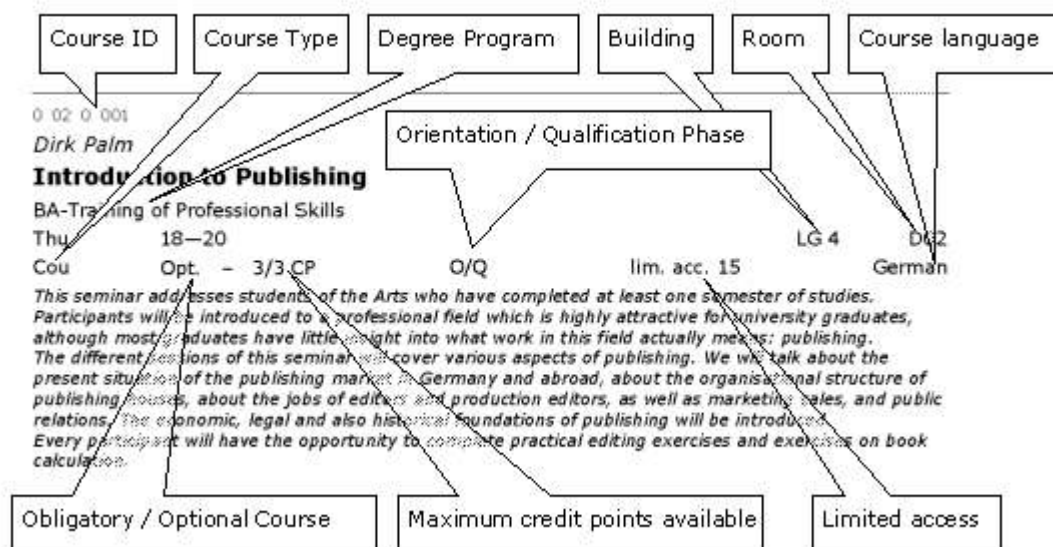 Course ID Course Type Degree Program Building Room Course language
0 02 0 001
Orientation / Qualification Phase
Dirk Palm
Introduction to Publishing
BA-Training of Professional Skills
Thu 18—20 LG 4 DG2
Cou Opt. – 3/3 CP O/Q lim. acc. 15 German
This seminar addresses students of the Arts who have completed at least one semester of studies.
Participants will be introduced to a professional field which is highly attractive for university graduates,
although most graduates have little insight into what work in this field actually means: publishing.
The different sessions of this seminar will cover various aspects of publishing. We will talk about the
present situation of the publishing market in Germany and abroad, about the organisational structure of
publishing houses, about the jobs of editors and production editors, as well as marketing, sales, and public
relations. The economic, legal and also historical foundations of publishing will be introduced.
Every participant will have the opportunity to complete practical editing exercises and exercises on book
calculation.
Obligatory / Optional Course Maximum credit points available Limited access